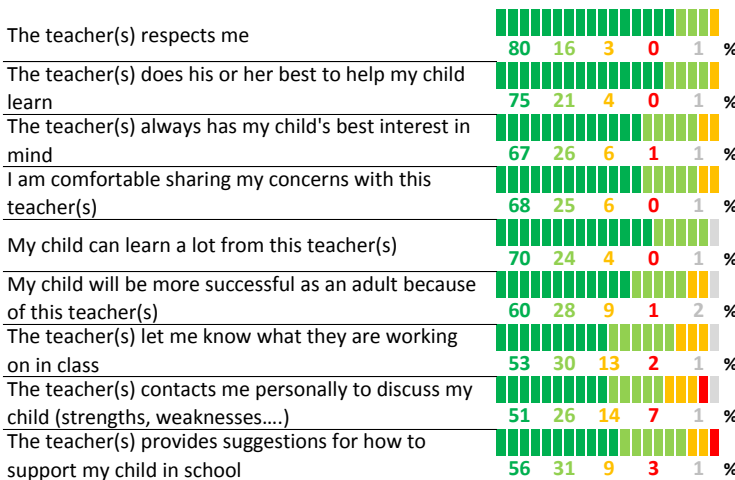 The teacher(s) respects me
80 16 3 0 1 %
The teacher(s) does his or her best to help my child
learn
75 21 4 0 1 %
The teacher(s) always has my child's best interest in
mind
67 26 6 1 1 %
I am comfortable sharing my concerns with this
teacher(s)
68 25 6 0 1 %
My child can learn a lot from this teacher(s)
70 24 4 0 1 %
My child will be more successful as an adult because
of this teacher(s)
60 28 9 1 2 %
The teacher(s) let me know what they are working
on in class
53 30 13 2 1 %
The teacher(s) contacts me personally to discuss my
child (strengths, weaknesses....)
51 26 14 7 1 %
The teacher(s) provides suggestions for how to
support my child in school
56 31 9 3 1 %